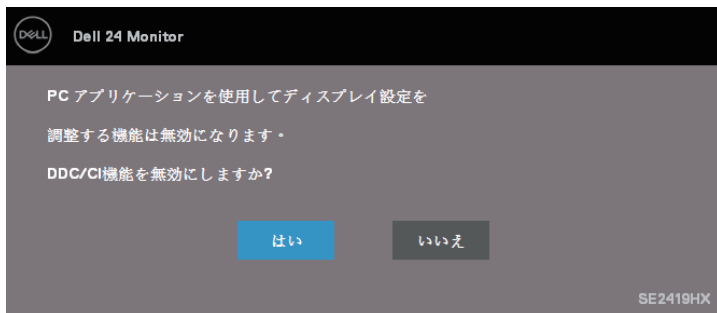 DELL
Dell 24 Monitor
PC アプリケーションを使用してディスプレイ設定を
調整する機能は無効になります。
DDC/CI機能を無効にしますか?
はい
いいえ
SE2419HX